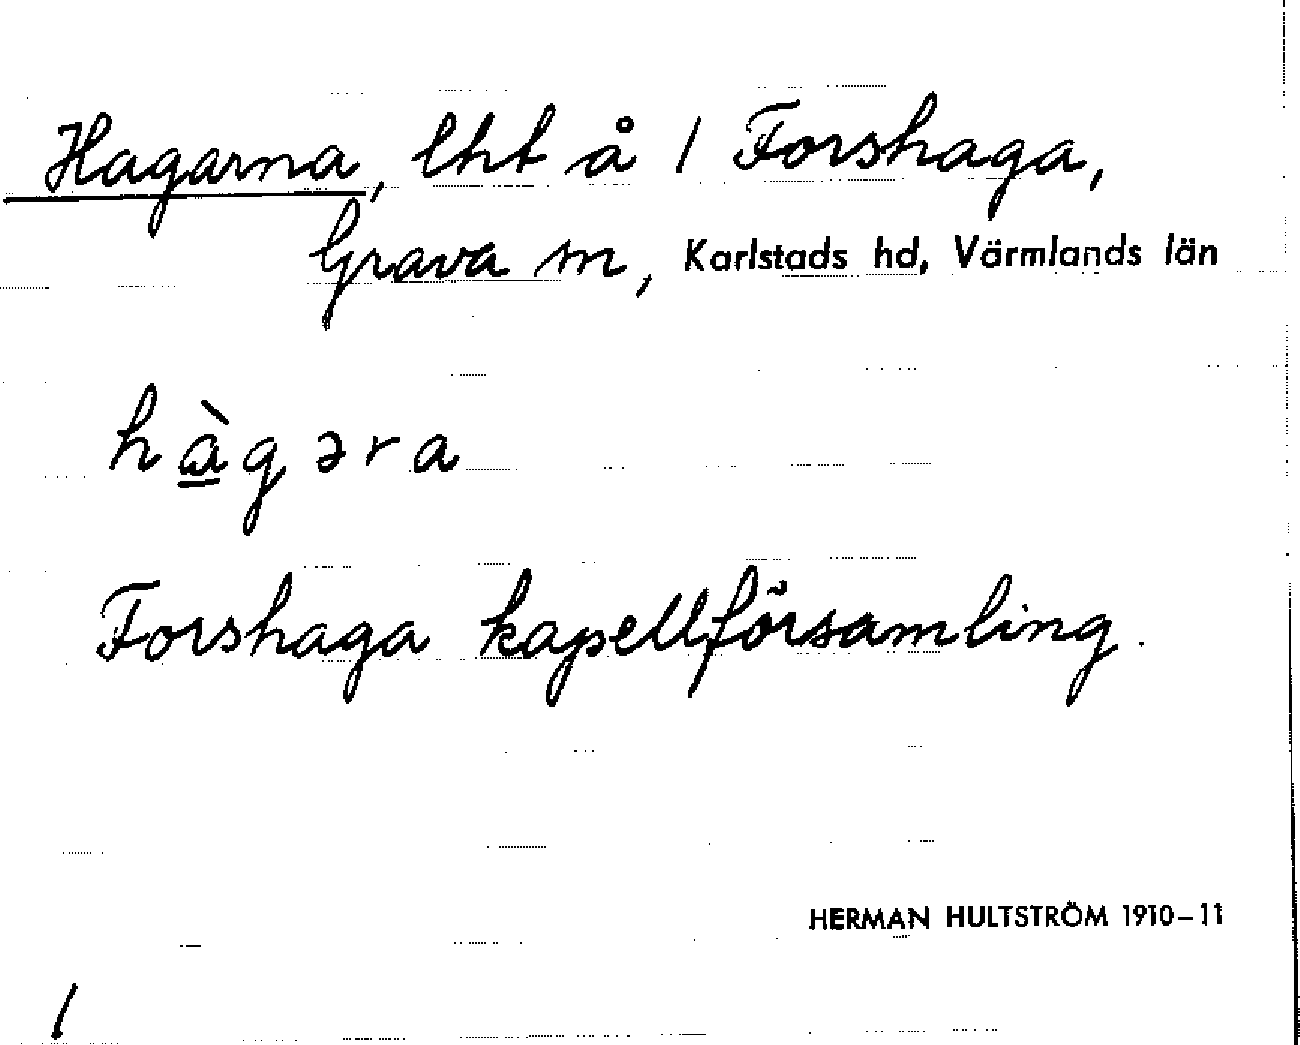 Hagarna, lht å / Forshaga,
Grava sn, Karlstads hd, Värmlands län
hàgəra
Forshaga kapellförsamling.
HERMAN HULTSTRÖM 1910-11
/